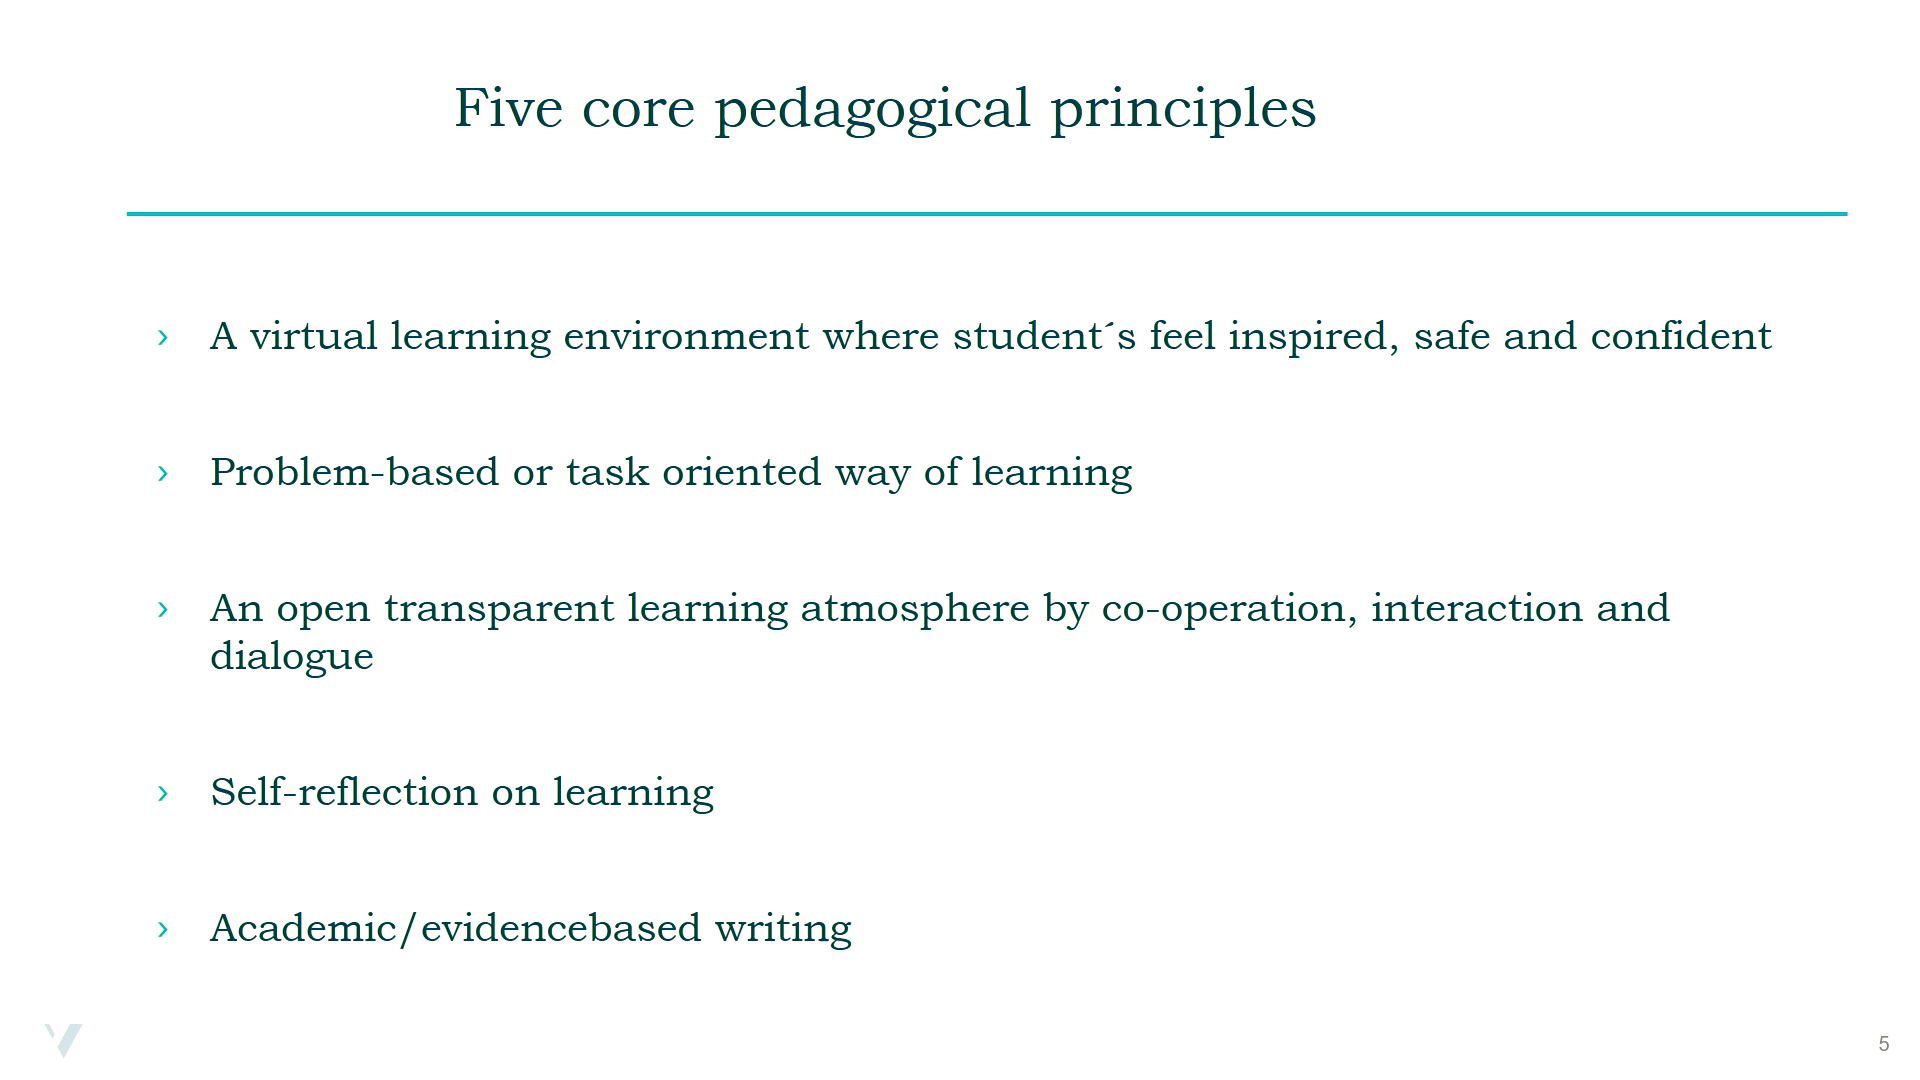 Five core pedagogical principles
› A virtual learning environment where student´s feel inspired, safe and confident
› Problem-based or task oriented way of learning
› An open transparent learning atmosphere by co-operation, interaction and
dialogue
› Self-reflection on learning
› Academic/evidencebased writing
5